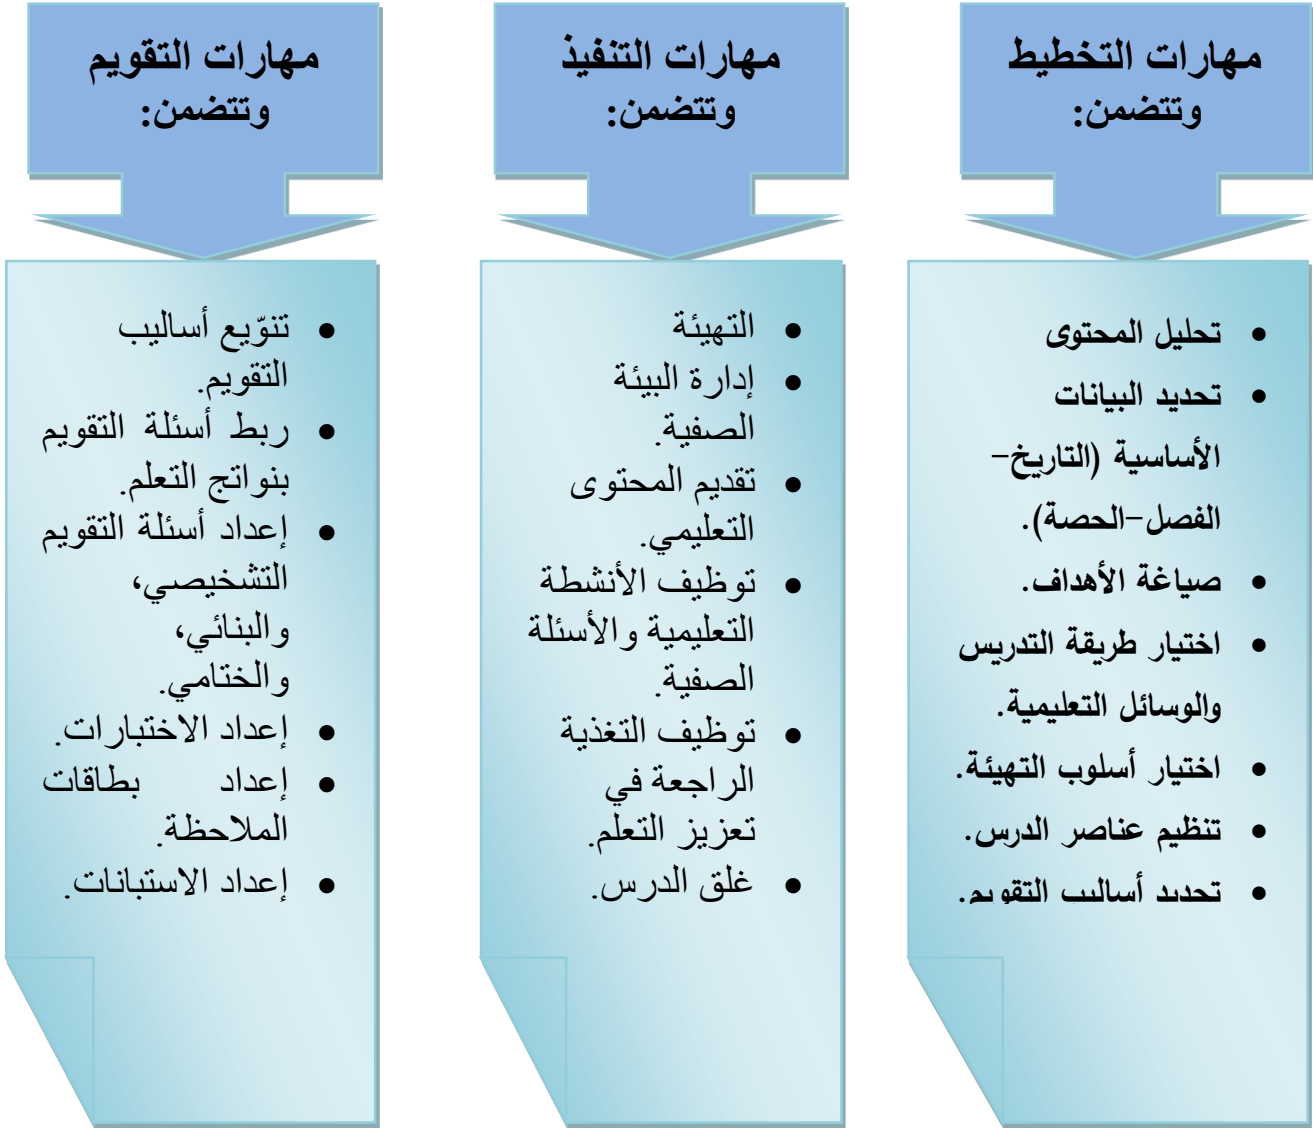 مهارات التخطيط
وتتضمن:
• تحليل المحتوى
• تحديد البيانات
الأساسية (التاريخ-
الفصل-الحصة).
• صياغة الأهداف.
• اختيار طريقة التدريس
والوسائل التعليمية.
• اختيار أسلوب التهيئة.
• تنظيم عناصر الدرس.
• تحديد أساليب التقويم.
مهارات التنفيذ
وتتضمن:
• التهيئة
• إدارة البيئة
الصفية.
• تقديم المحتوى
التعليمي.
• توظيف الأنشطة
التعليمية والأسئلة
الصفية.
• توظيف التغذية
الراجعة في
تعزيز التعلم.
• غلق الدرس.
مهارات التقويم
وتتضمن:
• تنوّيع أساليب
التقويم.
• ربط أسئلة التقويم
بنواتج التعلم.
• إعداد أسئلة التقويم
التشخيصي،
والبنائي،
والختامي.
• إعداد الاختبارات.
• إعداد بطاقات
الملاحظة.
• إعداد الاستبانات.